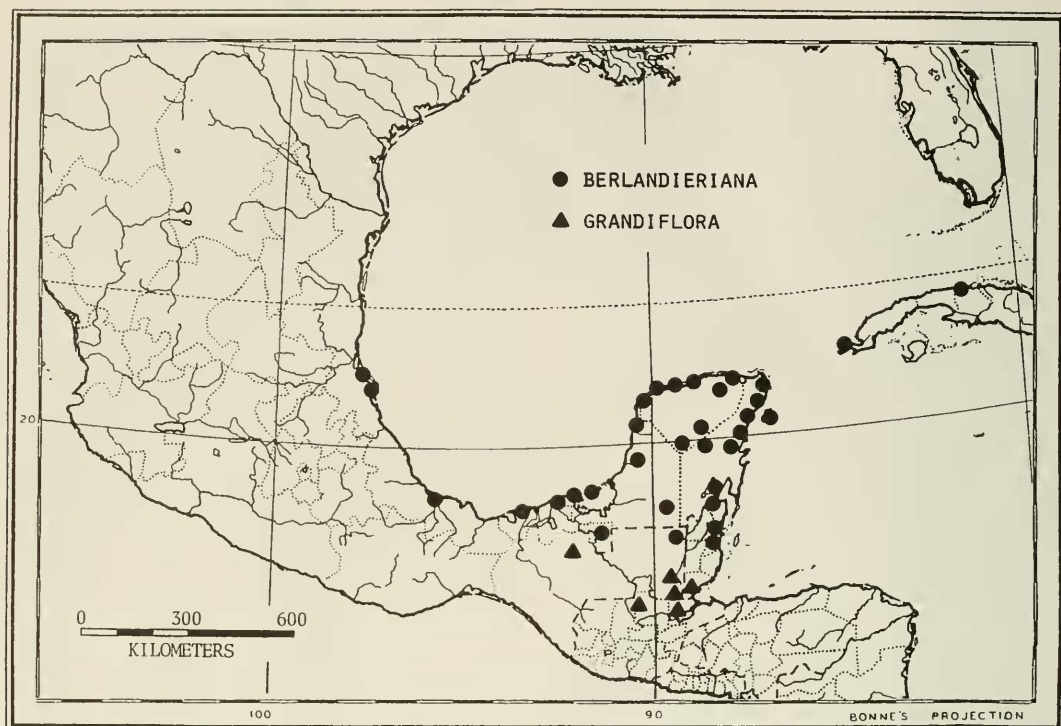 BERLANDIERIANA
GRANDIFLORA
20
0 300 600
KILOMETERS
100 90 BONNE'S PROJECTION